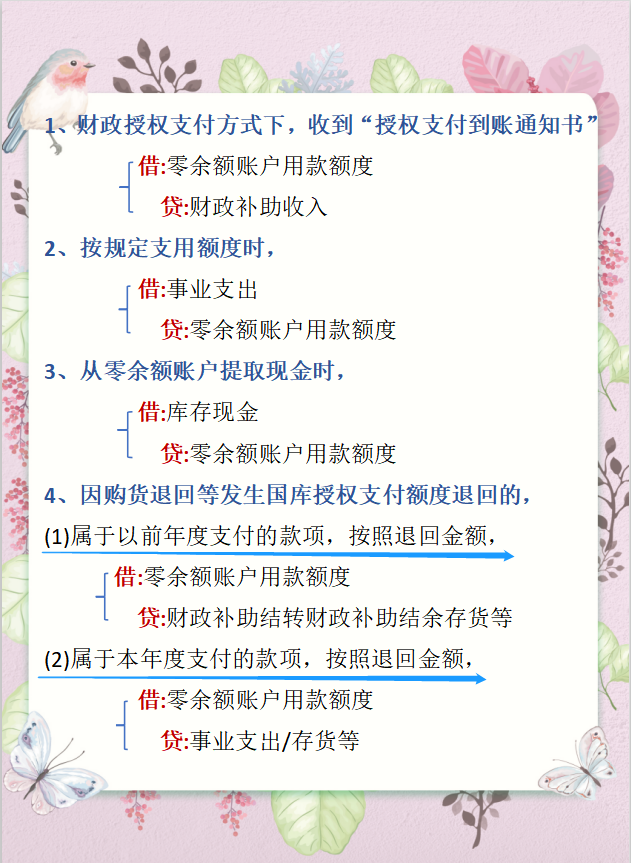 1、财政授权支付方式下，收到“授权支付到账通知书”
借:零余额账户用款额度
贷:财政补助收入
2、按规定支用额度时，
借:事业支出
贷:零余额账户用款额度
3、从零余额账户提取现金时，
借:库存现金
贷:零余额账户用款额度
4、因购货退回等发生国库授权支付额度退回的，
(1)属于以前年度支付的款项，按照退回金额，
借:零余额账户用款额度
贷:财政补助结转财政补助结余存货等
(2)属于本年度支付的款项，按照退回金额，
借:零余额账户用款额度
贷:事业支出/存货等